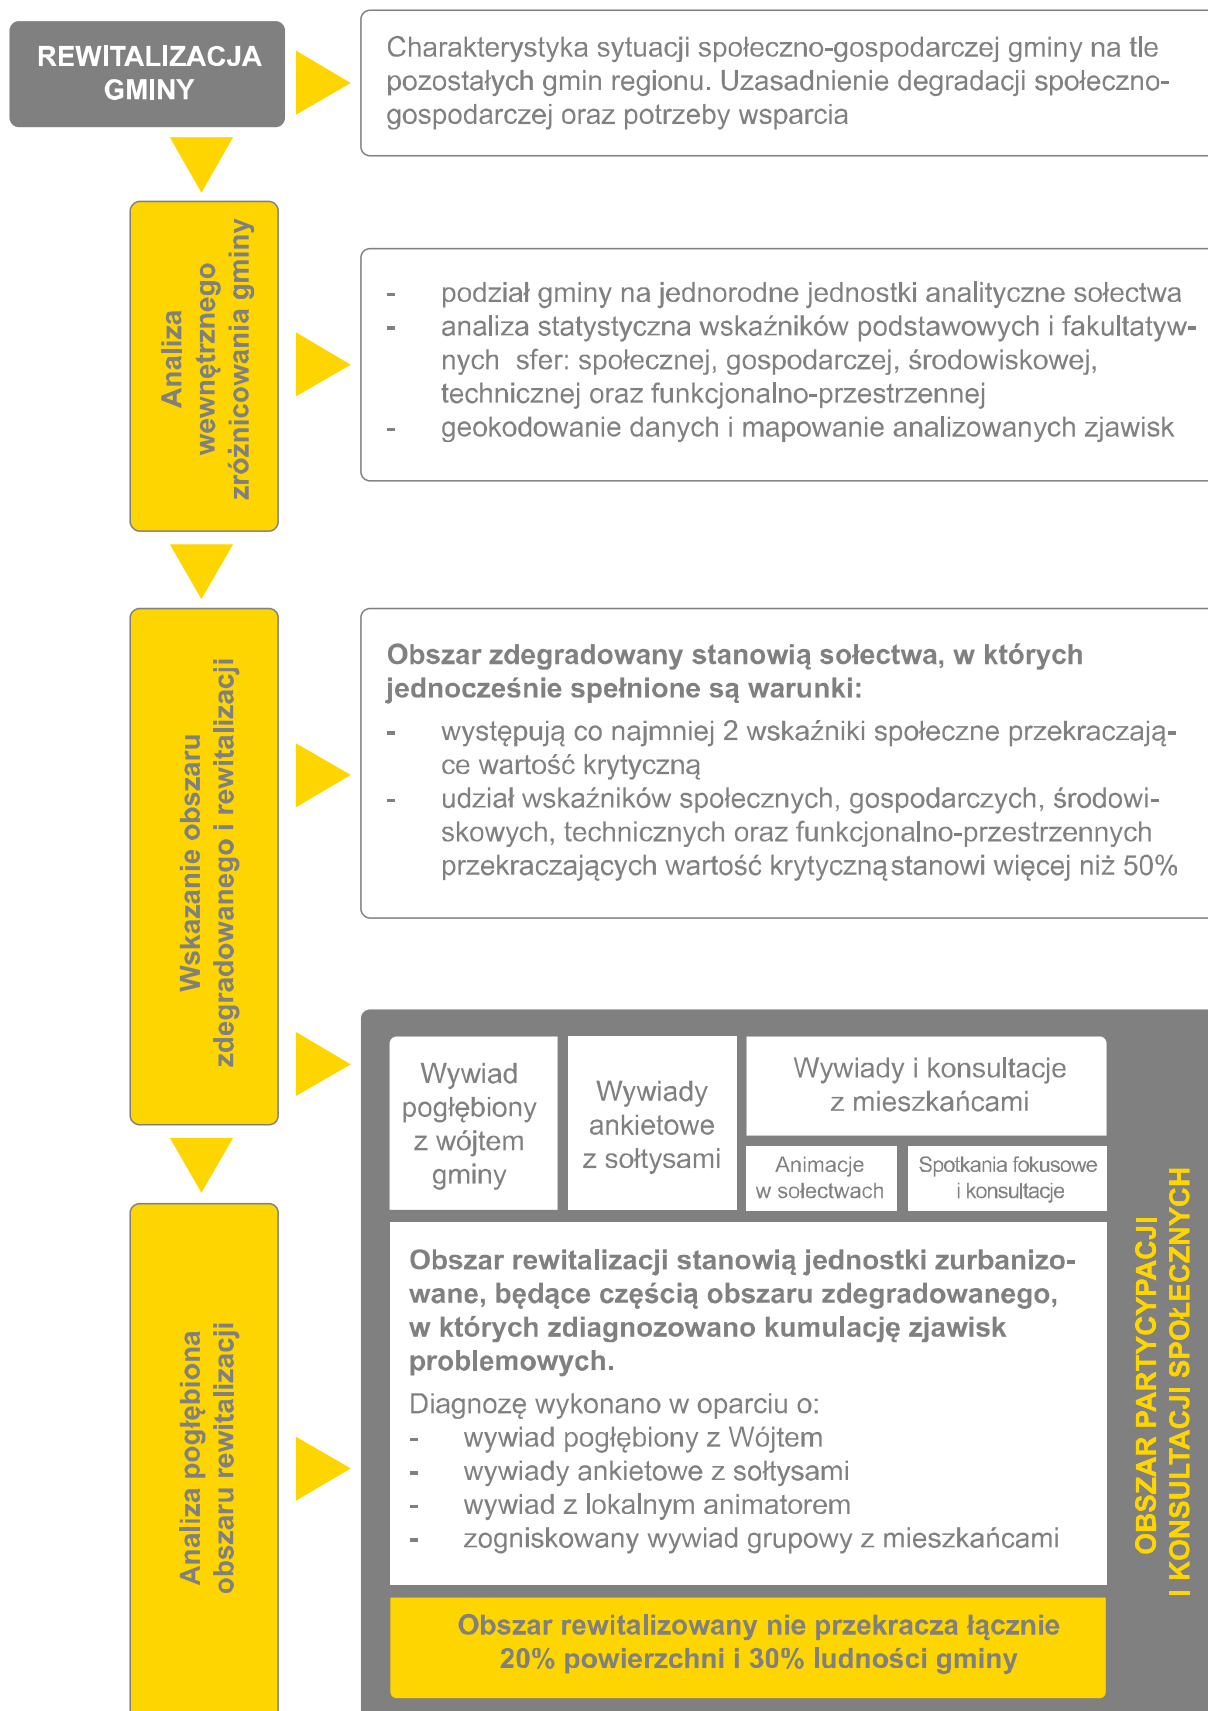 REWITALIZACJA
GMINY
Charakterystyka sytuacji społeczno-gospodarczej gminy na tle
pozostałych gmin regionu. Uzasadnienie degradacji społeczno-
gospodarczej oraz potrzeby wsparcia
Analiza
wewnętrznego
zróżnicowania gminy
- podział gminy na jednorodne jednostki analityczne sołectwa
- analiza statystyczna wskaźników podstawowych i fakultatyw-
nych sfer: społecznej, gospodarczej, środowiskowej,
technicznej oraz funkcjonalno-przestrzennej
- geokodowanie danych i mapowanie analizowanych zjawisk
Wskazanie obszaru
zdegradowanego i rewitalizacji
Obszar zdegradowany stanowią sołectwa, w których
jednocześnie spełnione są warunki:
- występują co najmniej 2 wskaźniki społeczne przekraczają-
ce wartość krytyczną
- udział wskaźników społecznych, gospodarczych, środowi-
skowych, technicznych oraz funkcjonalno-przestrzennych
przekraczających wartość krytyczną stanowi więcej niż 50%
Wywiad
pogłębiony
z wójtem
gminy
Wywiady
ankietowe
z sołtysami
Wywiady i konsultacje
z mieszkańcami
Animacje
w sołectwach
Spotkania fokusowe
i konsultacje
Analiza pogłębiona
obszaru rewitalizacji
Obszar rewitalizacji stanowią jednostki zurbanizo-
wane, będące częścią obszaru zdegradowanego,
w których zdiagnozowano kumulację zjawisk
problemowych.
Diagnozę wykonano w oparciu o:
- wywiad pogłębiony z Wójtem
- wywiady ankietowe z sołtysami
- wywiad z lokalnym animatorem
- zogniskowany wywiad grupowy z mieszkańcami
Obszar rewitalizowany nie przekracza łącznie
20% powierzchni i 30% ludności gminy
OBSZAR PARTYCYPACJI
I KONSULTACJI SPOŁECZNYCH